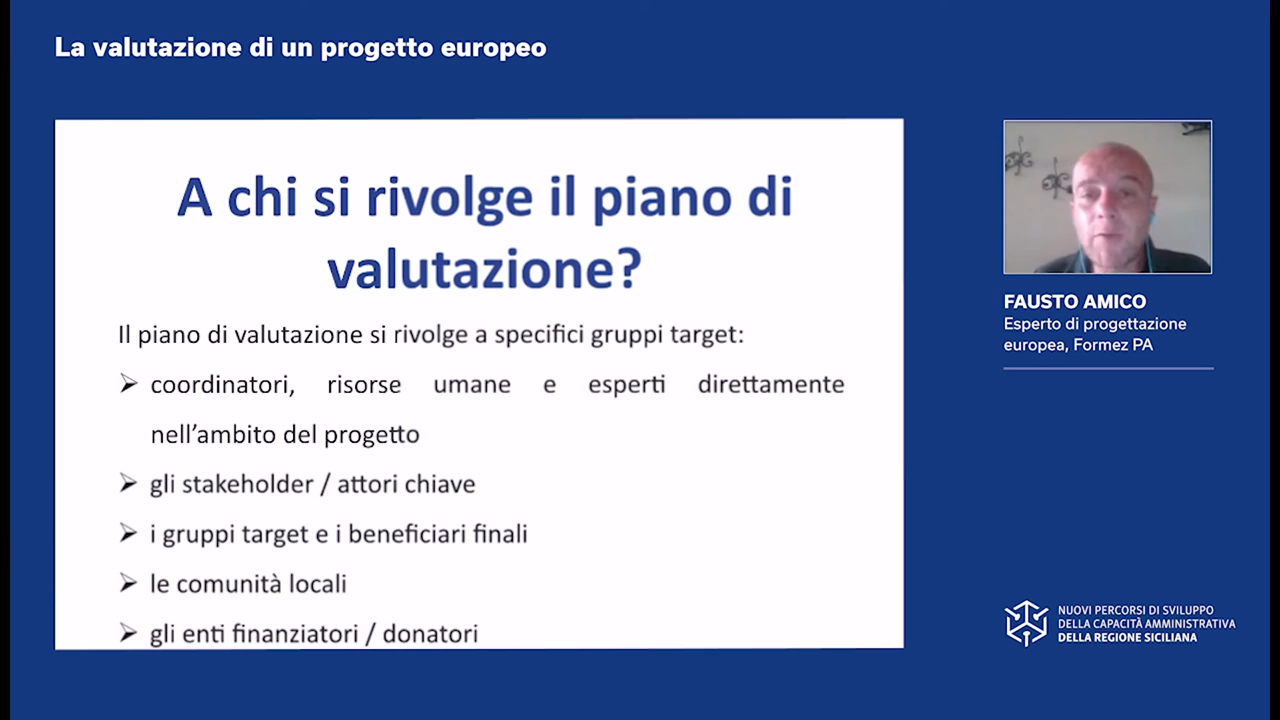 La valutazione di un progetto europeo
A chi si rivolge il piano di
valutazione?
Il piano di valutazione si rivolge a specifici gruppi target:
coordinatori, risorse umane e esperti direttamente
nell'ambito del progetto
gli stakeholder / attori chiave
i gruppi target e i beneficiari finali
le comunità locali
gli enti finanziatori / donatori
FAUSTO AMICO
Esperto di progettazione
europea, Formez PA
NUOVI PERCORSI DI SVILUPPO
DELLA CAPACITÀ AMMINISTRATIVA
DELLA REGIONE SICILIANA